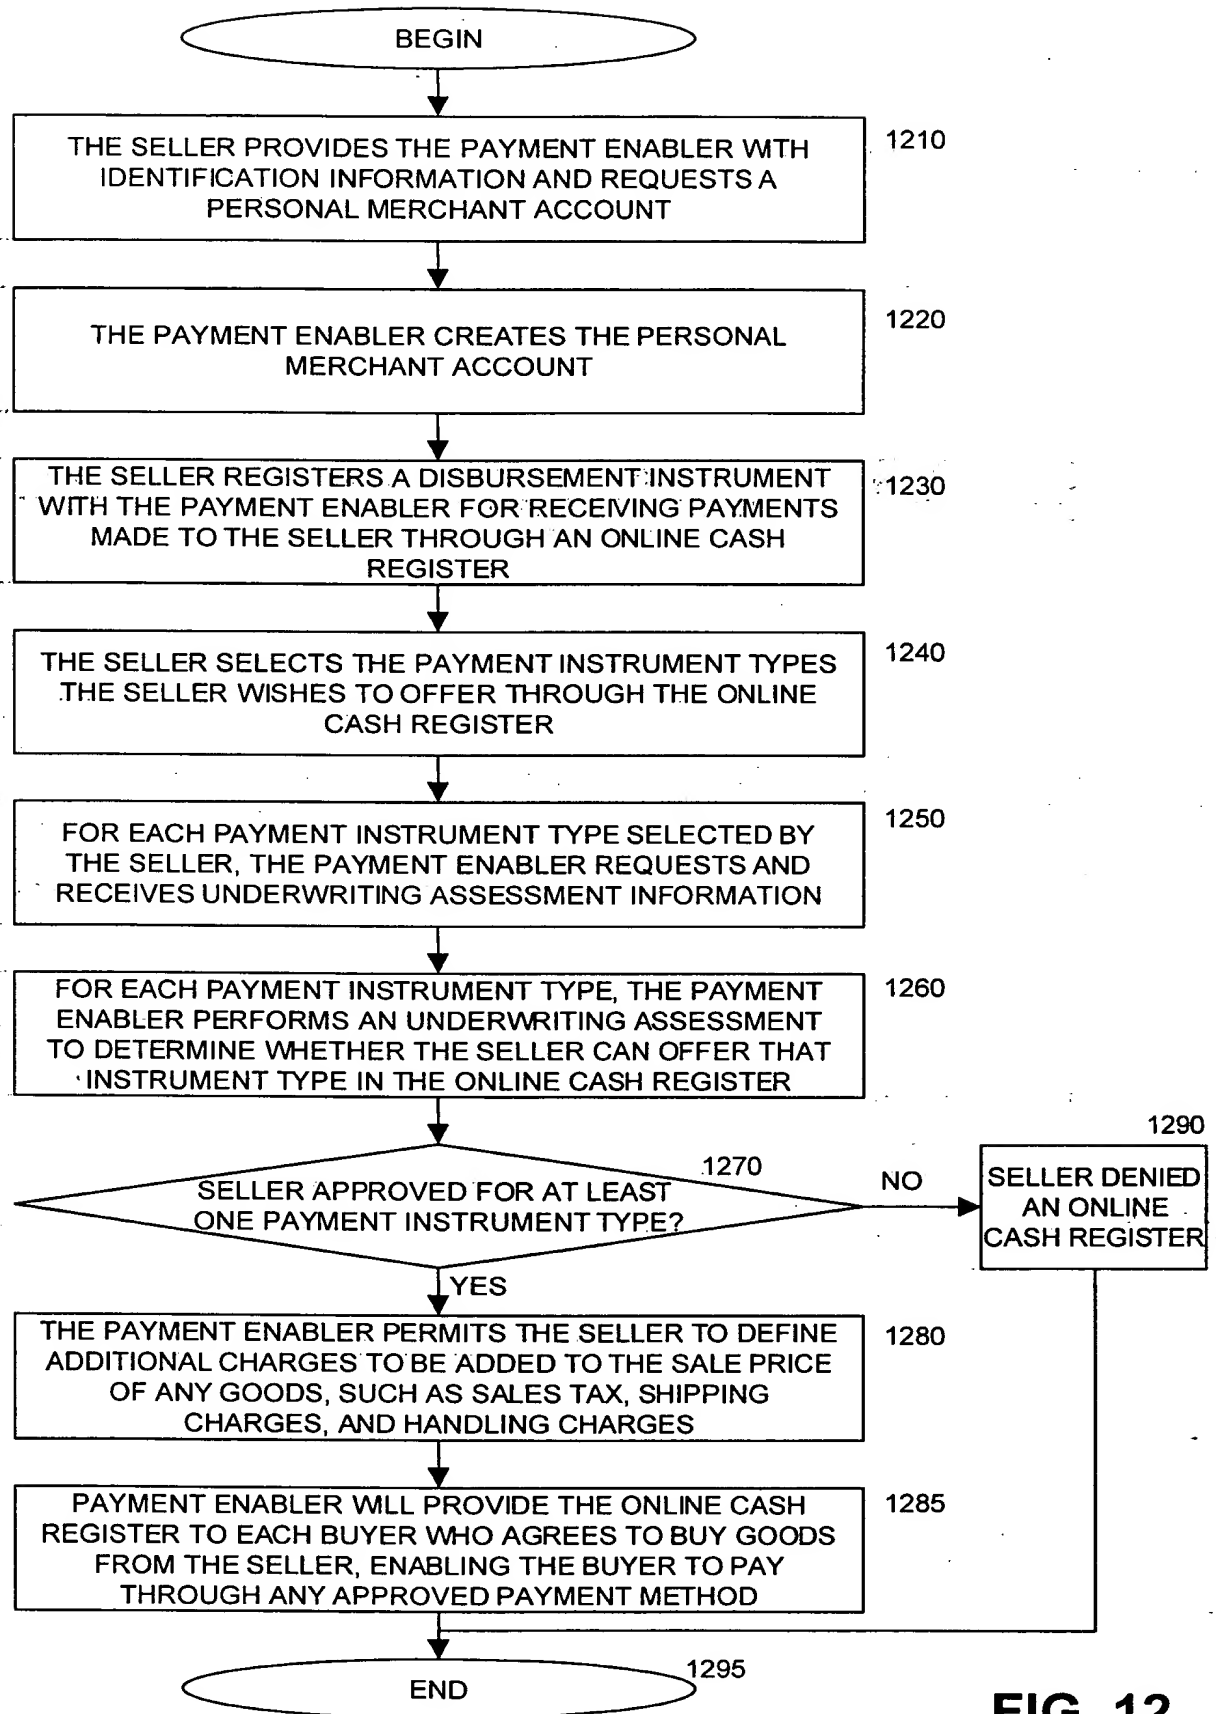 BEGIN
THE SELLER PROVIDES THE PAYMENT ENABLER WITH
IDENTIFICATION INFORMATION AND REQUESTS A
PERSONAL MERCHANT ACCOUNT
1210
THE PAYMENT ENABLER CREATES THE PERSONAL
MERCHANT ACCOUNT
1220
THE SELLER REGISTERS A DISBURSEMENT INSTRUMENT
WITH THE PAYMENT ENABLER FOR RECEIVING PAYMENTS
MADE TO THE SELLER THROUGH AN ONLINE CASH
REGISTER
1230
THE SELLER SELECTS THE PAYMENT INSTRUMENT TYPES
THE SELLER WISHES TO OFFER THROUGH THE ONLINE
CASH REGISTER
1240
FOR EACH PAYMENT INSTRUMENT TYPE SELECTED BY
THE SELLER, THE PAYMENT ENABLER REQUESTS AND
RECEIVES UNDERWRITING ASSESSMENT INFORMATION
1250
FOR EACH PAYMENT INSTRUMENT TYPE, THE PAYMENT
ENABLER PERFORMS AN UNDERWRITING ASSESSMENT
TO DETERMINE WHETHER THE SELLER CAN OFFER THAT
INSTRUMENT TYPE IN THE ONLINE CASH REGISTER
1260
SELLER APPROVED FOR AT LEAST
ONE PAYMENT INSTRUMENT TYPE?
1270
NO
1290
SELLER DENIED
AN ONLINE
CASH REGISTER
YES
THE PAYMENT ENABLER PERMITS THE SELLER TO DEFINE
ADDITIONAL CHARGES TO BE ADDED TO THE SALE PRICE
OF ANY GOODS, SUCH AS SALES TAX, SHIPPING
CHARGES, AND HANDLING CHARGES
1280
PAYMENT ENABLER WILL PROVIDE THE ONLINE CASH
REGISTER TO EACH BUYER WHO AGREES TO BUY GOODS
FROM THE SELLER, ENABLING THE BUYER TO PAY
THROUGH ANY APPROVED PAYMENT METHOD
1285
END
1295
FIG. 12